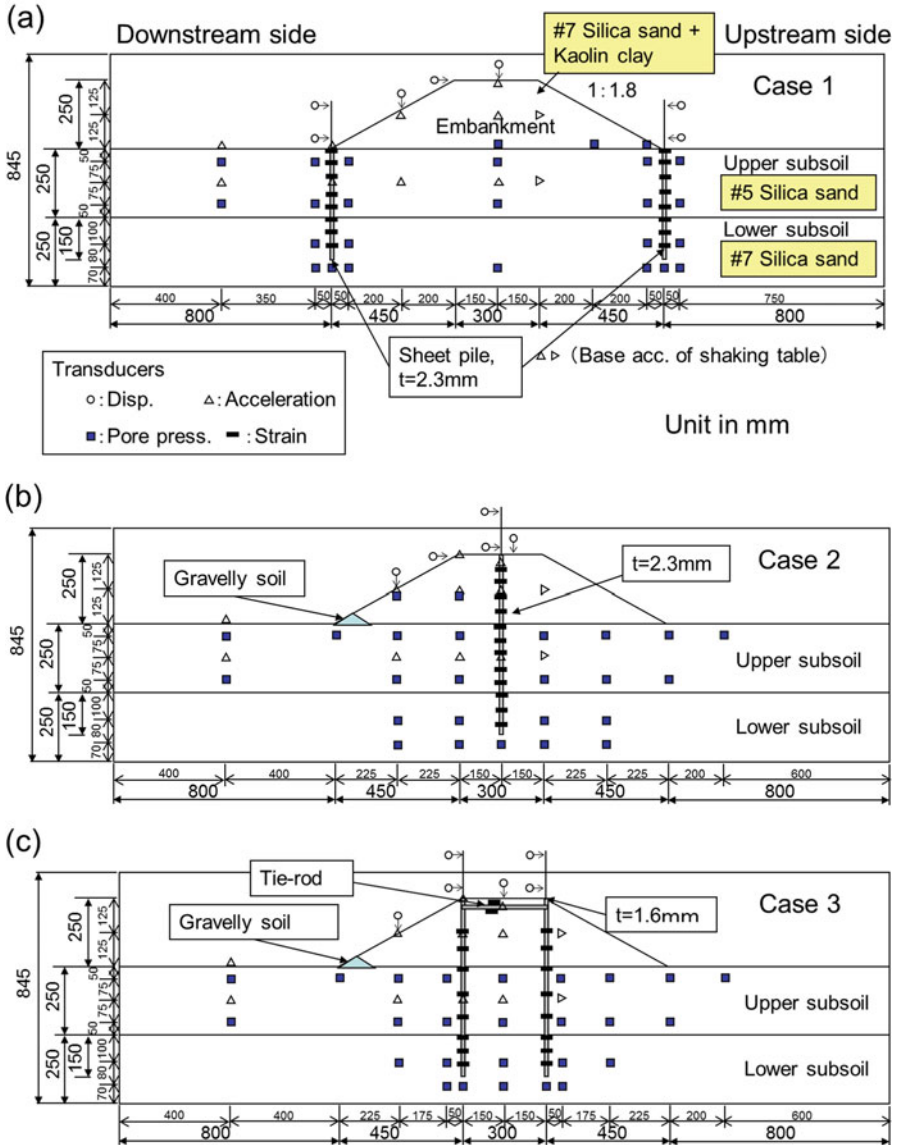 (a)
Downstream side
#7 Silica sand +
Kaolin clay
Upstream side
Case 1
1 : 1.8
Embankment
845
250
125
125
250
50
75
75
50
250
150
100
80
70
Upper subsoil
#5 Silica sand
Lower subsoil
#7 Silica sand
400 350 50 50 200 200 150 150 200 200 50 50 750
800 450 300 450 800
Sheet pile,
t=2.3mm
(Base acc. of shaking table)
Transducers
: Disp. : Acceleration
: Pore press. : Strain
Unit in mm
(b)
Case 2
Gravelly soil
t=2.3mm
845
250
125
125
250
50
75
75
50
250
150
100
80
70
Upper subsoil
Lower subsoil
400 400 225 225 150 150 225 225 200 600
800 450 300 450 800
(c)
Case 3
Tie-rod
Gravelly soil
t=1.6mm
845
250
125
125
250
50
75
75
50
250
150
100
80
70
Upper subsoil
Lower subsoil
400 400 225 175 50 150 150 50 175 225 200 600
800 450 300 450 800